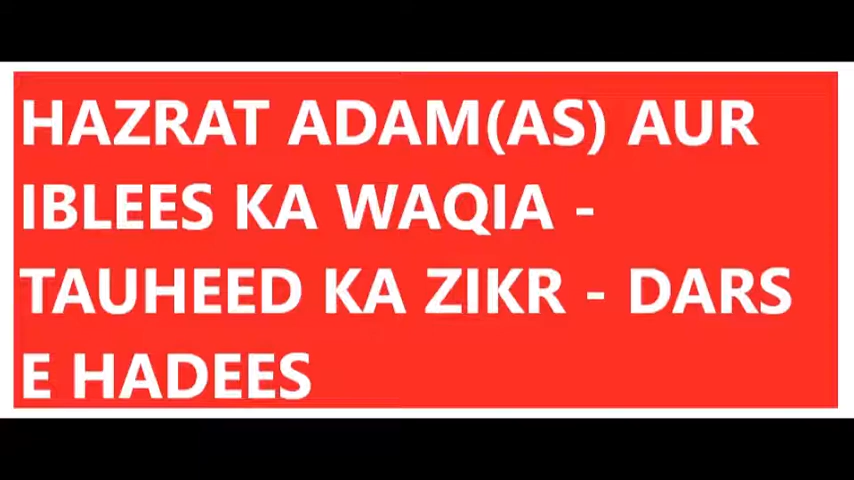 HAZRAT ADAM(AS) AUR
IBLEES KA WAQIA -
TAUHEED KA ZIKR - DARS
E HADEES